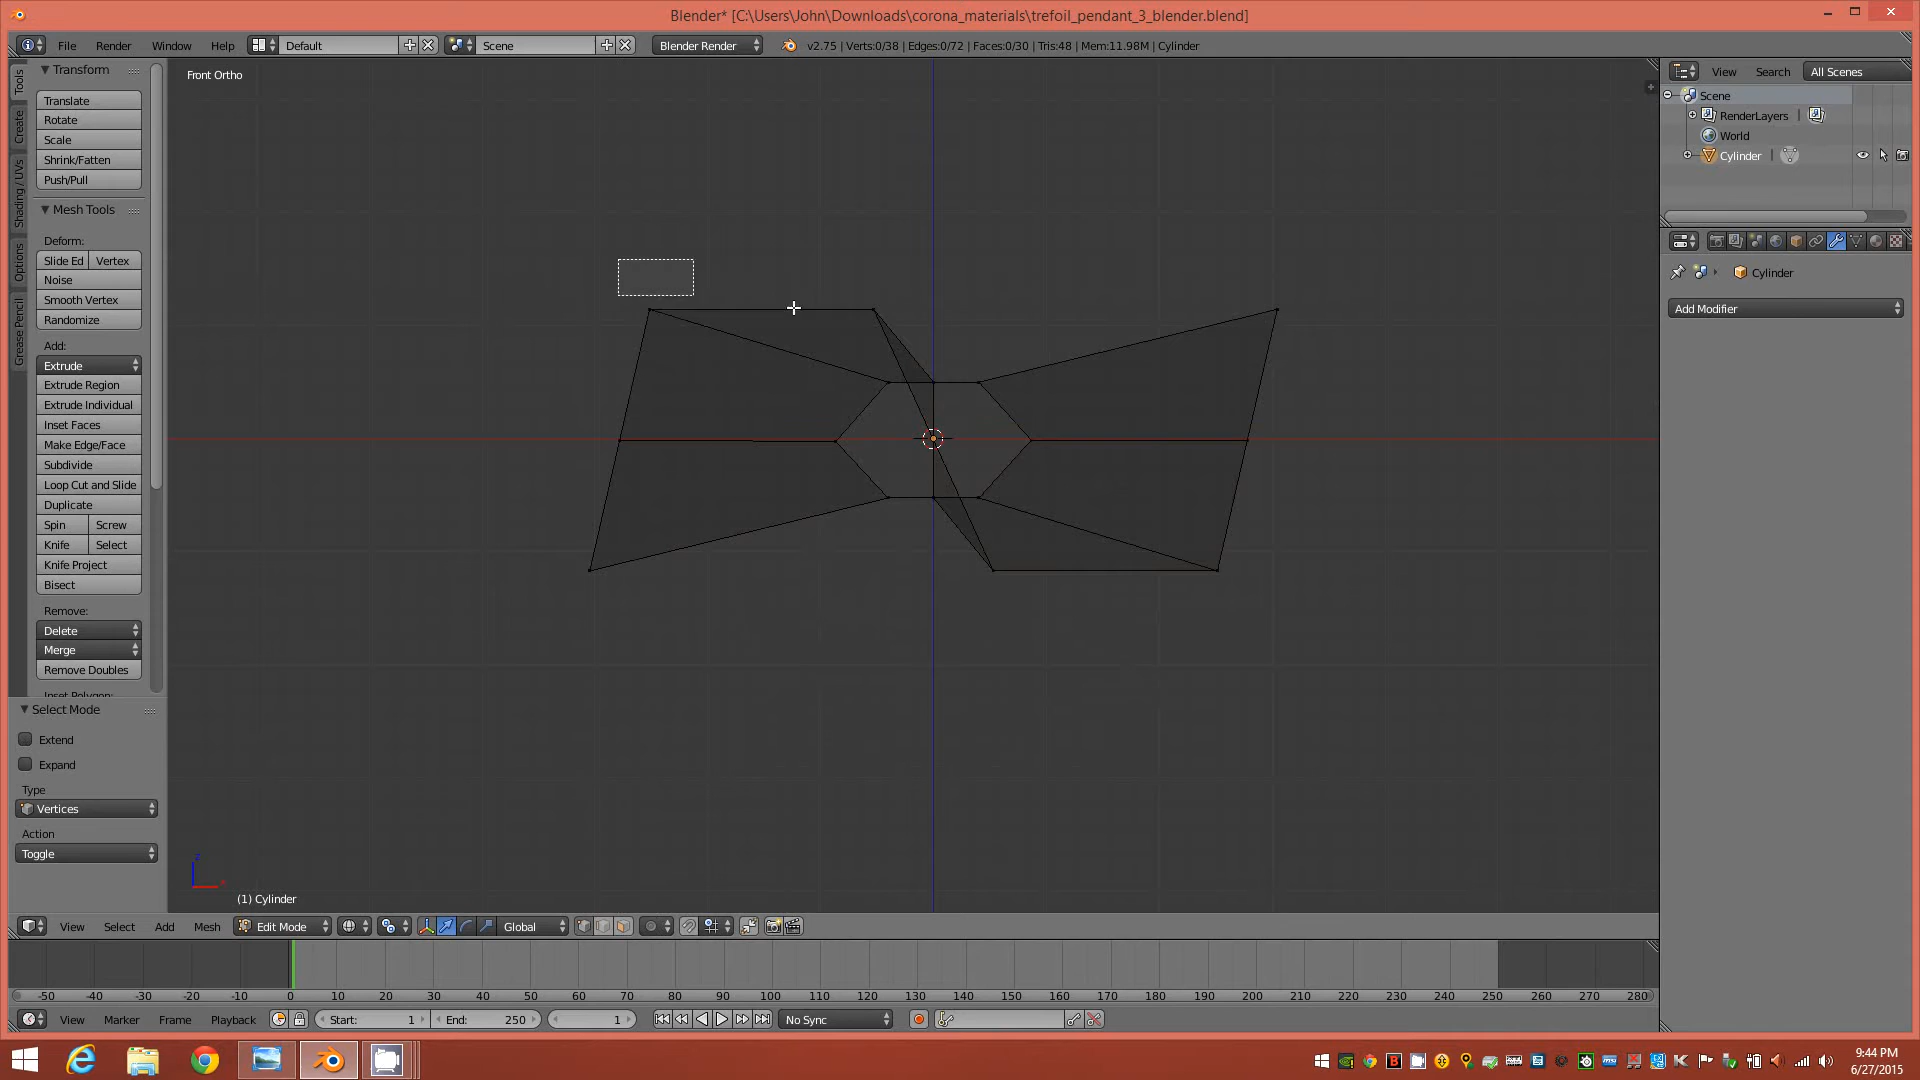 Blender* [C:\Users\John\Downloads\corona_materials\trefoil_pendant_3_blender.blend]
File Render Window Help Default Scene Blender Render v2.75 | Verts:0/38 | Edges:0/72 | Faces:0/30 | Tris:48 | Mem:11.98M | Cylinder
Tools
Create
Shading / UVs
Options
Grease Pencil
Transform
Translate
Rotate
Scale
Shrink/Fatten
Push/Pull
Mesh Tools
Deform:
Slide Ed Vertex
Noise
Smooth Vertex
Randomize
Add:
Extrude
Extrude Region
Extrude Individual
Inset Faces
Make Edge/Face
Subdivide
Loop Cut and Slide
Duplicate
Spin Screw
Knife Select
Knife Project
Bisect
Remove:
Delete
Merge
Remove Doubles
Inset Polygon:
Select Mode
Extend
Expand
Type
Vertices
Action
Toggle
Front Ortho
z
x
(1) Cylinder
View Search All Scenes
Scene
RenderLayers |
World
Cylinder |
Cylinder
Add Modifier
View Select Add Mesh Edit Mode Global
-50 -40 -30 -20 -10 0 10 20 30 40 50 60 70 80 90 100 110 120 130 140 150 160 170 180 190 200 210 220 230 240 250 260 270 280
View Marker Frame Playback Start: 1 End: 250 1 No Sync
9:44 PM
6/27/2015